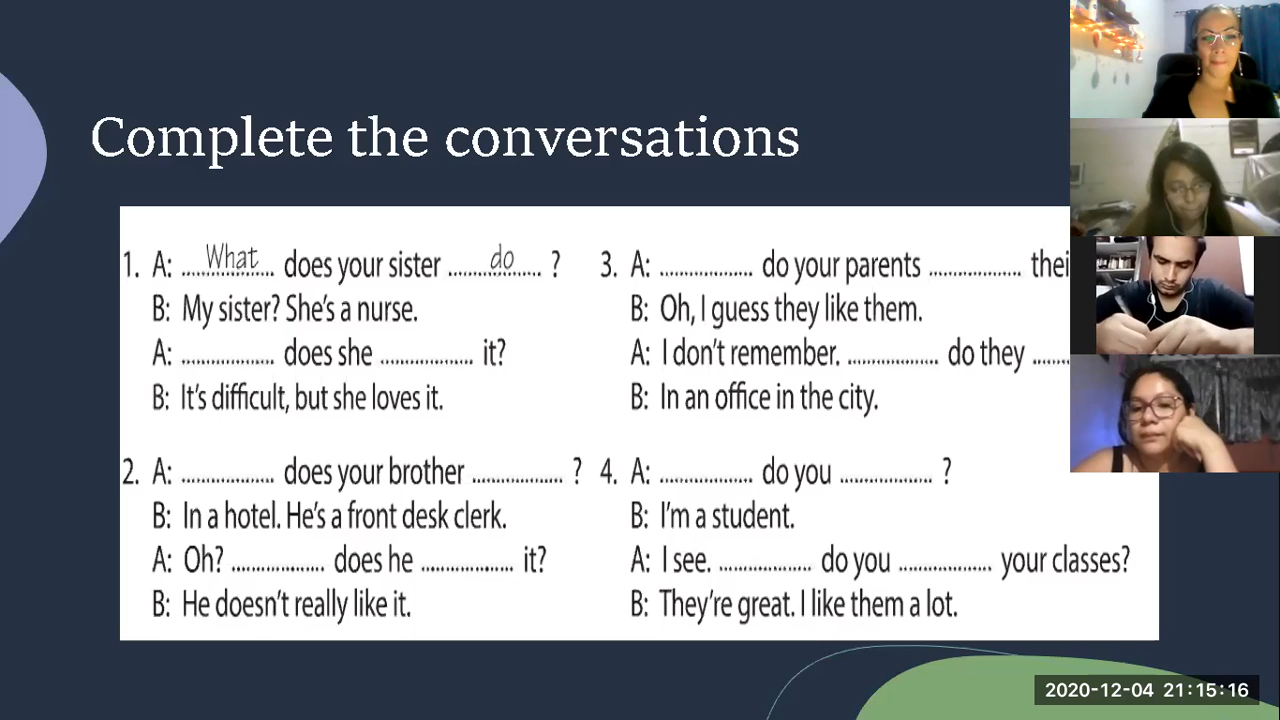 Complete the conversations
1. A: What does your sister do ?
B: My sister? She's a nurse.
A: .................. does she .................. it?
B: It's difficult, but she loves it.
2. A: .................. does your brother .................. ?
B: In a hotel. He's a front desk clerk.
A: Oh? .................. does he .................. it?
B: He doesn't really like it.
3. A: .................. do your parents ..................
B: Oh, I guess they like them.
A: I don't remember. .................. do they ........
B: In an office in the city.
4. A: .................. do you .................. ?
B: I'm a student.
A: I see. .................. do you .................. your classes?
B: They're great. I like them a lot.
2020-12-04 21:15:16